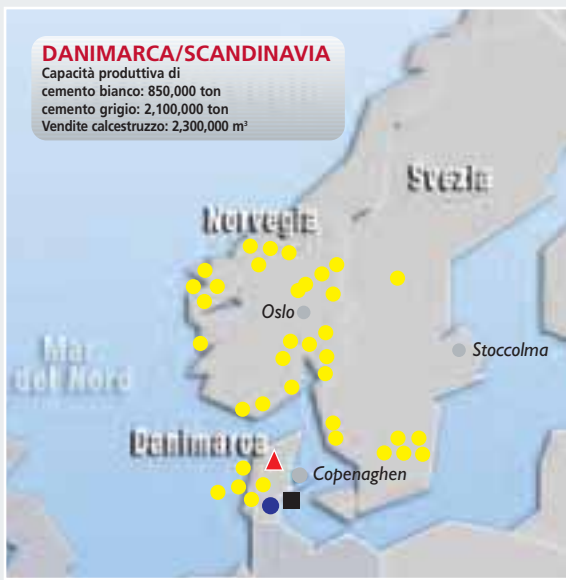 DANIMARCA/SCANDINAVIA
Capacità produttiva di
cemento bianco: 850,000 ton
cemento grigio: 2,100,000 ton
Vendite calcestruzzo: 2,300,000 m³
Svezia
Norvegia
Oslo
Stoccolma
Mar
del Nord
Danimarca
Copenaghen